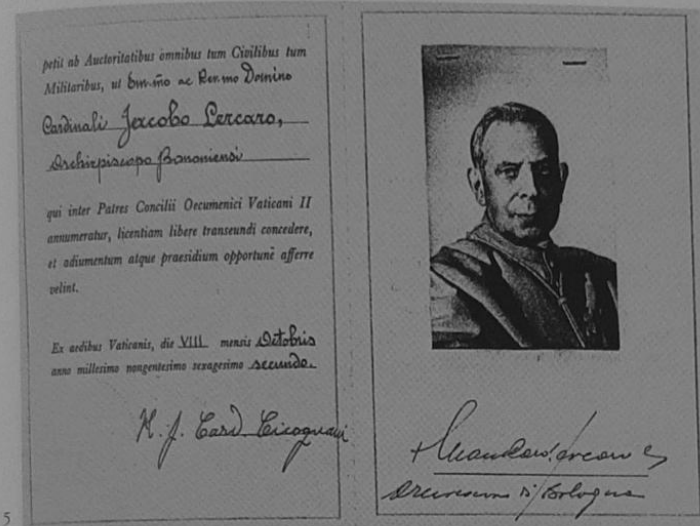 petit ab Auctoritatibus omnibus tum Civilibus tum
Militaribus, ut Em.mo ac Rev.mo Domino
Cardinali Jacobo Lercaro,
Archiepiscopo Bononiensi
qui inter Patres Concilii Oecumenici Vaticani II
annumeratur, licentiam libere transeundi concedere,
et adiumentum atque praesidium opportune afferre
velint.
Ex aedibus Vaticanis, die VIII mensis Octobris
anno millesimo nongentesimo sexagesimo secundo.
H. J. Card. Cicognani
+
di Bologna
5